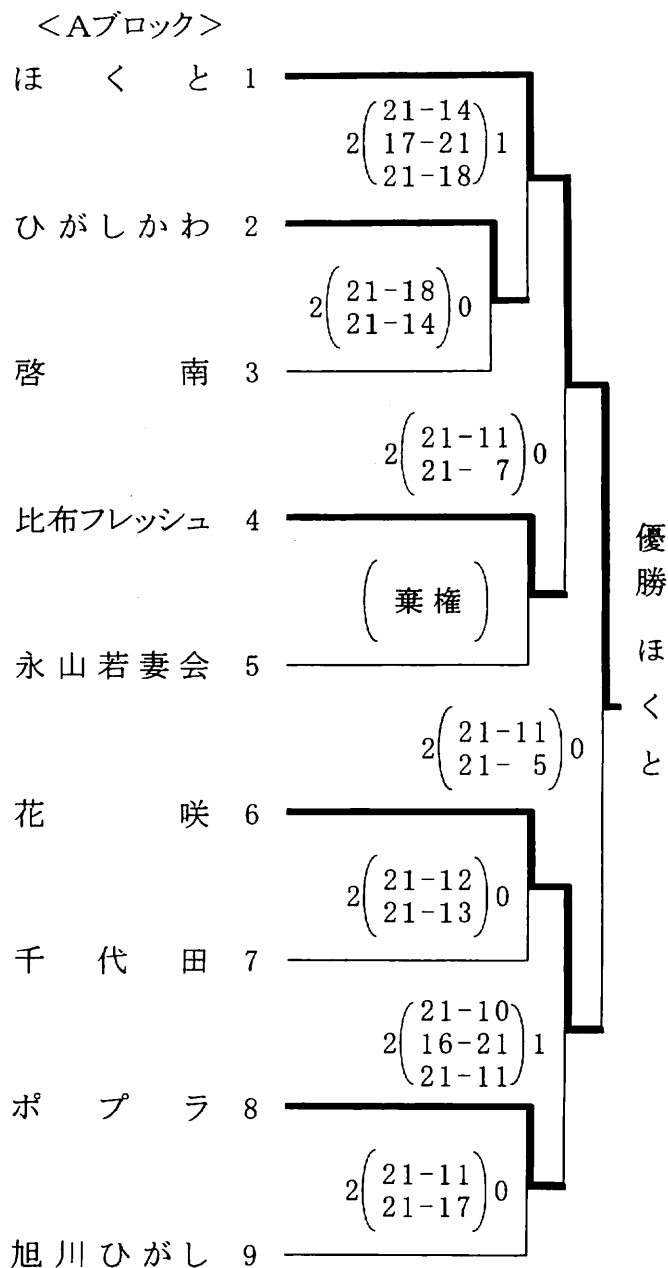 <Aブロック>
ほくと 1
2(21-14 17-21 21-18)1
ひがしかわ 2
2(21-18 21-14)0
啓南 3
2(21-11 21-7)0
比布フレッシュ 4
(棄権)
永山若妻会 5
優勝 ほくと
2(21-11 21-5)0
花咲 6
2(21-12 21-13)0
千代田 7
2(21-10 16-21 21-11)1
ポプラ 8
2(21-11 21-17)0
旭川ひがし 9